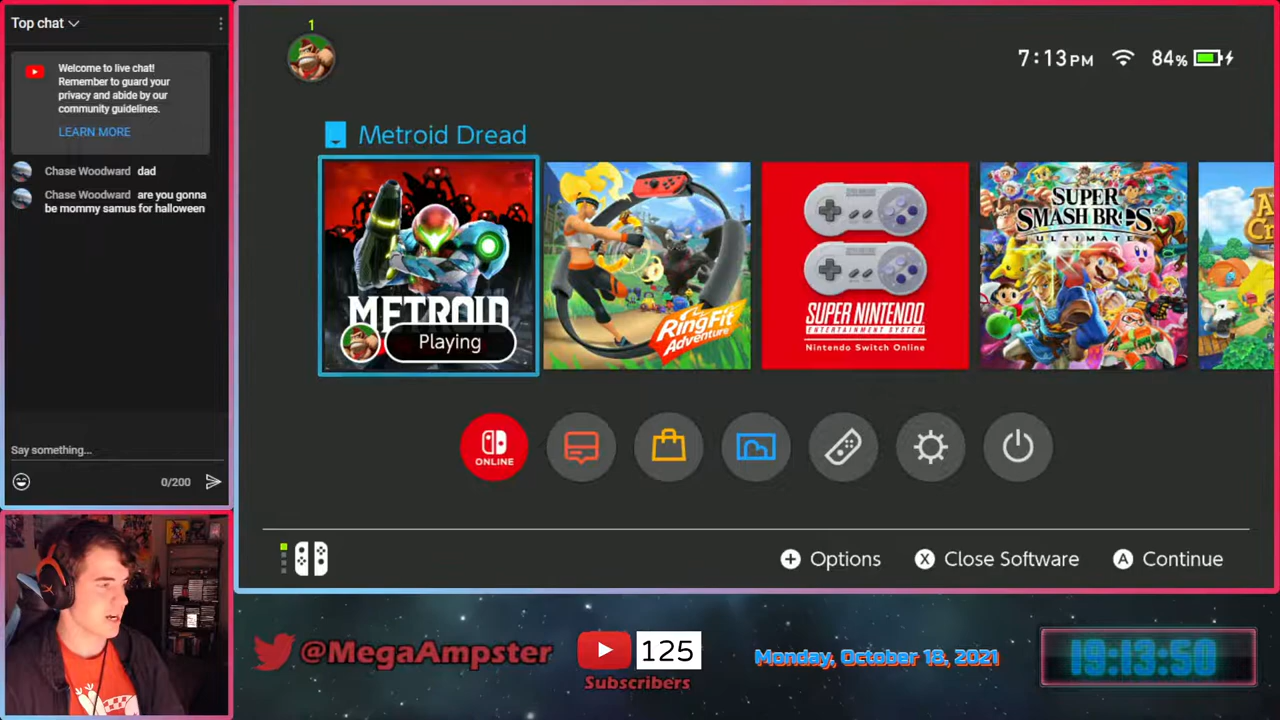 Top chat
Welcome to live chat!
Remember to guard your
privacy and abide by our
community guidelines.
LEARN MORE
Chase Woodward dad
Chase Woodward are you gonna
be mommy samus for halloween
Say something...
0/200
1
7:13 PM
84%
Metroid Dread
METROID
Playing
RingFit
Adventure
SUPER NINTENDO
ENTERTAINMENT SYSTEM
Nintendo Switch Online
SUPER
SMASH BROS.
ULTIMATE
ONLINE
+ Options
X Close Software
A Continue
@MegaAmpster
125
Subscribers
Monday, October 18, 2021
19:13:50